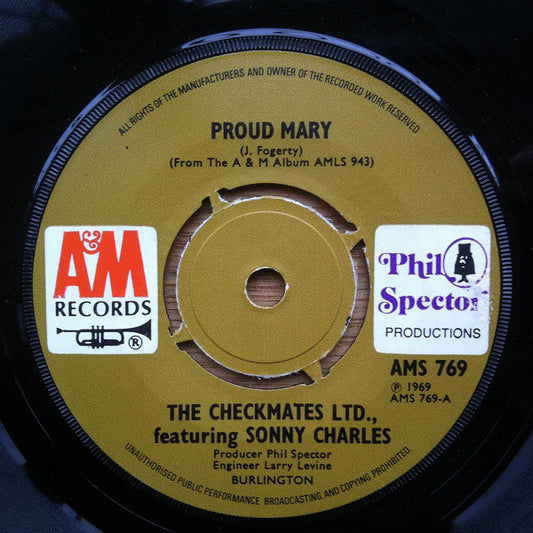 ALL RIGHTS OF THE MANUFACTURERS AND OWNER OF THE RECORDED WORK RESERVED
PROUD MARY
(J. Fogerty)
(From The A & M Album AMLS 943)
A&M
RECORDS
®
Phil
Spector
PRODUCTIONS
AMS 769
℗ 1969
AMS 769-A
THE CHECKMATES LTD.,
featuring SONNY CHARLES
Producer Phil Spector
Engineer Larry Levine
BURLINGTON
UNAUTHORISED PUBLIC PERFORMANCE BROADCASTING, AND COPYING PROHIBITED.